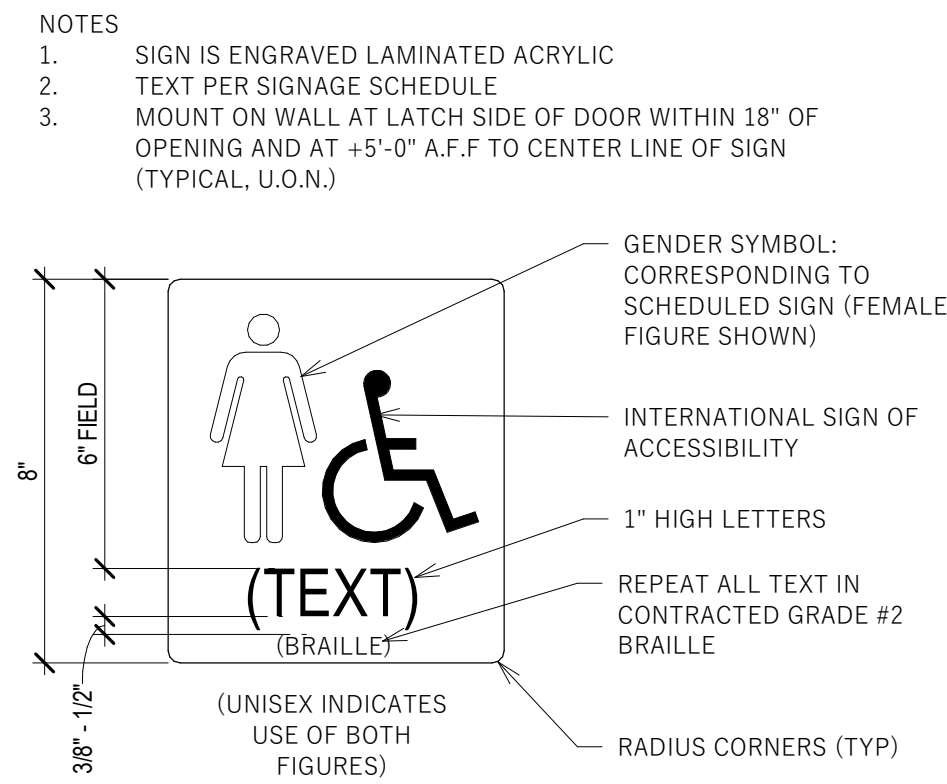 NOTES
1. SIGN IS ENGRAVED LAMINATED ACRYLIC
2. TEXT PER SIGNAGE SCHEDULE
3. MOUNT ON WALL AT LATCH SIDE OF DOOR WITHIN 18" OF
OPENING AND AT +5'-0" A.F.F TO CENTER LINE OF SIGN
(TYPICAL, U.O.N.)
GENDER SYMBOL:
CORRESPONDING TO
SCHEDULED SIGN (FEMALE
FIGURE SHOWN)
8"
6" FIELD
INTERNATIONAL SIGN OF
ACCESSIBILITY
1" HIGH LETTERS
(TEXT)
REPEAT ALL TEXT IN
CONTRACTED GRADE #2
BRAILLE
(BRAILLE)
3/8" - 1/2"
(UNISEX INDICATES
USE OF BOTH
FIGURES)
RADIUS CORNERS (TYP)